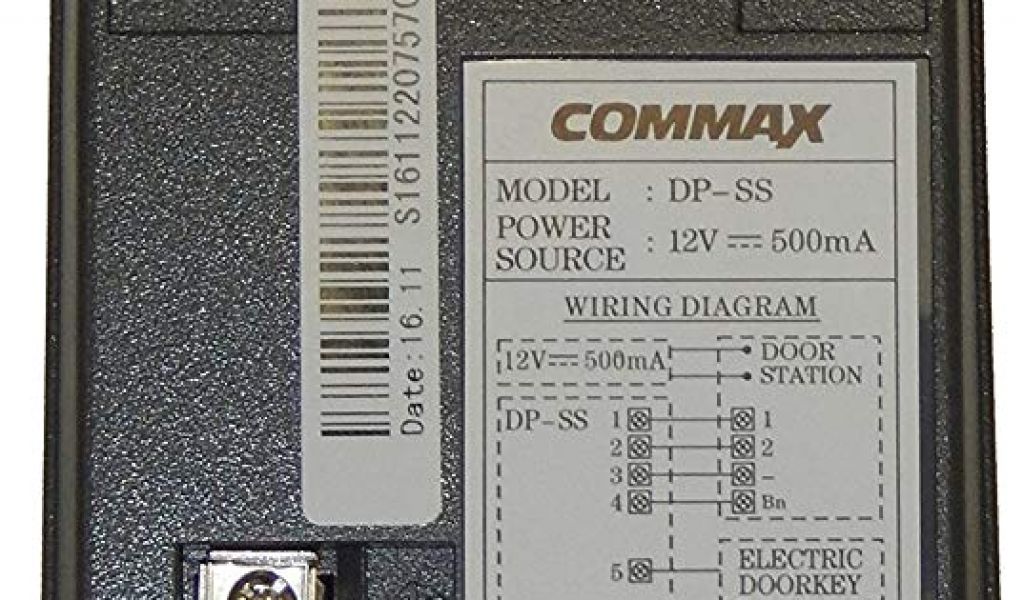 COMMAX
MODEL : DP-SS
POWER SOURCE : 12V ⎓ 500mA
WIRING DIAGRAM
12V ⎓ 500mA
DOOR STATION
DP-SS 1 1
2 2
3 -
4 Bn
5 ELECTRIC
DOORKEY
Date:16.11 S16112207570